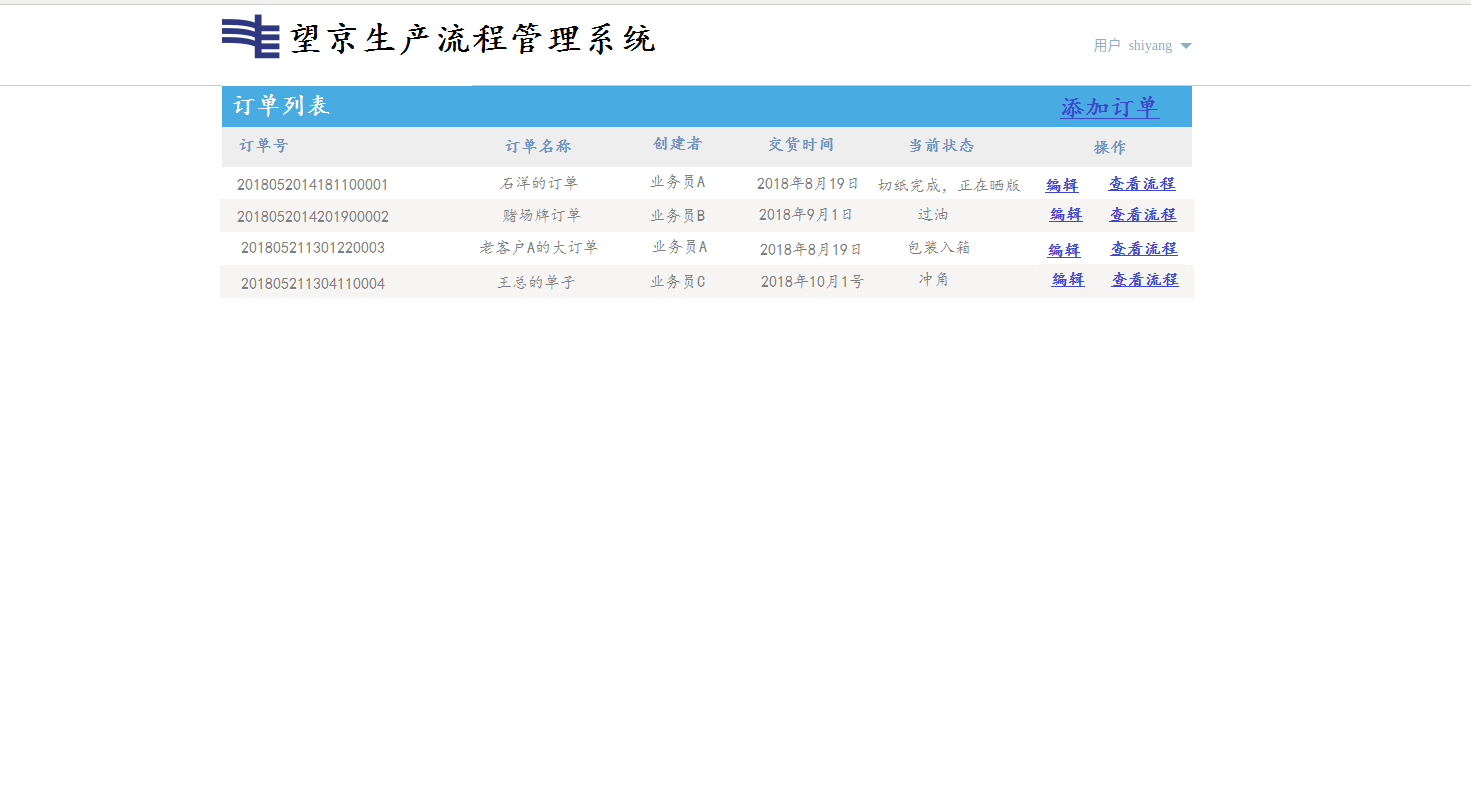 望京生产流程管理系统
用户 shiyang
订单列表 添加订单
订单号 订单名称 创建者 交货时间 当前状态 操作
2018052014181100001 石洋的订单 业务员A 2018年8月19日 切纸完成，正在晒版 编辑 查看流程
2018052014201900002 赌场牌订单 业务员B 2018年9月1日 过油 编辑 查看流程
201805211301220003 老客户A的大订单 业务员A 2018年8月19日 包装入箱 编辑 查看流程
201805211304110004 王总的单子 业务员C 2018年10月1号 冲角 编辑 查看流程